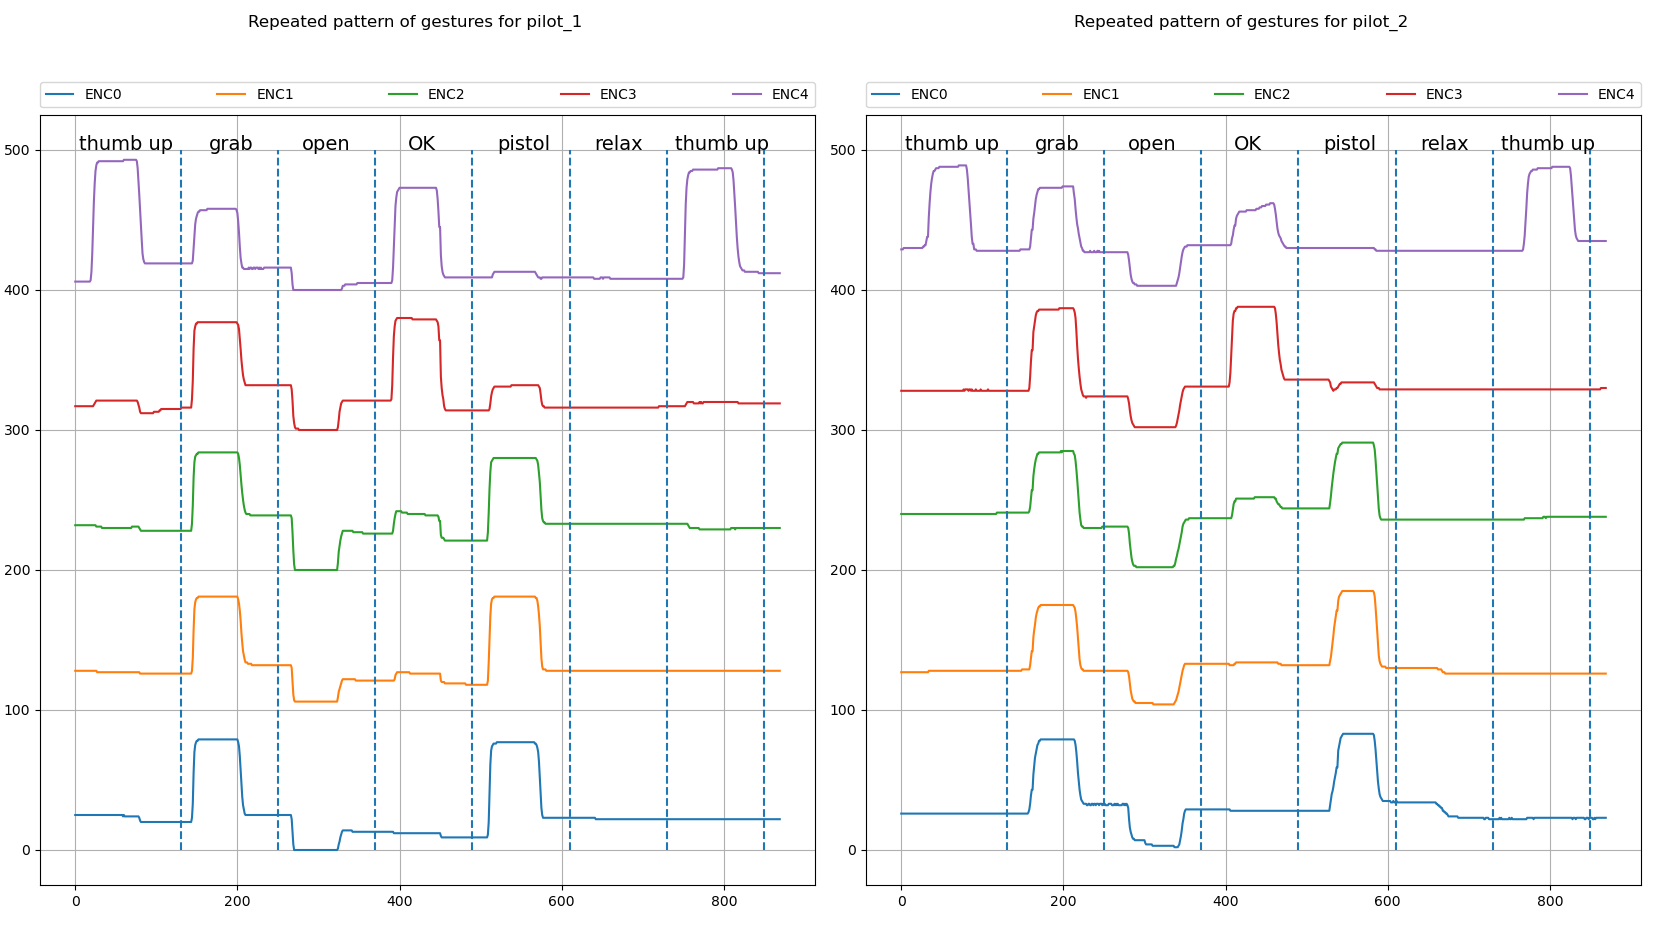 Repeated pattern of gestures for pilot_1
ENC0 ENC1 ENC2 ENC3 ENC4
thumb up grab open OK pistol relax thumb up
500
400
300
200
100
0
0 200 400 600 800
Repeated pattern of gestures for pilot_2
ENC0 ENC1 ENC2 ENC3 ENC4
thumb up grab open OK pistol relax thumb up
500
400
300
200
100
0
0 200 400 600 800